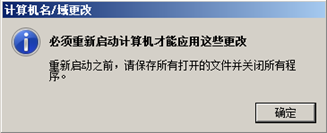 计算机名/域更改
必须重新启动计算机才能应用这些更改
重新启动之前，请保存所有打开的文件并关闭所有程
序。
确定